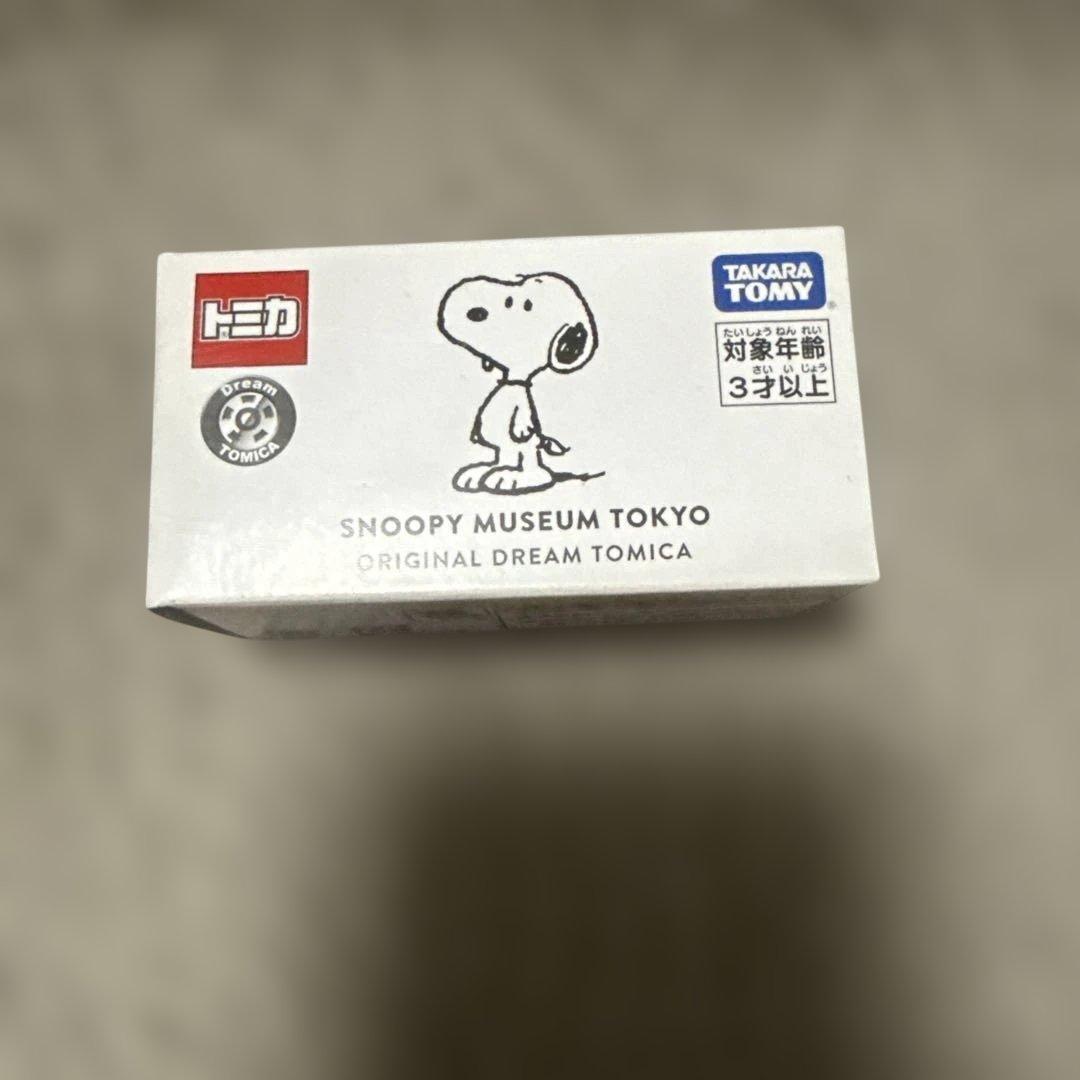 トミカ
Dream
TOMICA
SNOOPY MUSEUM TOKYO
ORIGINAL DREAM TOMICA
TAKARA
TOMY
たいしょうねんれい
対象年齢
さいいじょう
3才以上